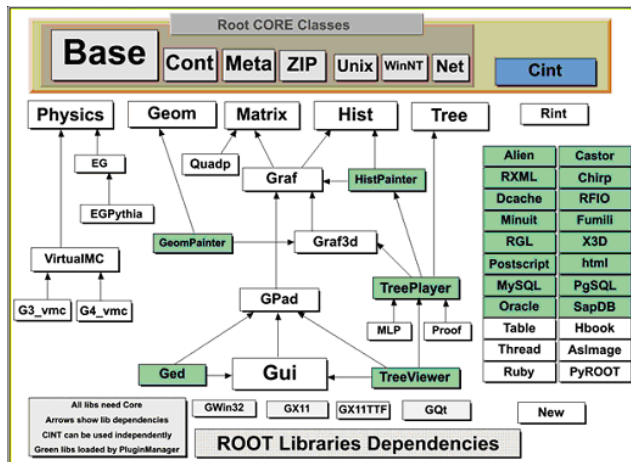 Root CORE Classes
Base Cont Meta ZIP Unix WinNT Net
Cint
Physics Geom Matrix Hist Tree Rint
EG Quadp Graf HistPainter
EGPythia
GeomPainter Graf3d
VirtualMC
G3_vmc G4_vmc
GPad TreePlayer
MLP Proof
Ged Gui TreeViewer
Alien Castor
RXML Chirp
Dcache RFIO
Minuit Fumili
RGL X3D
Postscript html
MySQL PgSQL
Oracle SapDB
Table Hbook
Thread AsImage
Ruby PyROOT
GWin32 GX11 GX11TTF GQt New
All libs need Core
Arrows show lib dependencies
CINT can be used independently
Green libs loaded by PluginManager
ROOT Libraries Dependencies